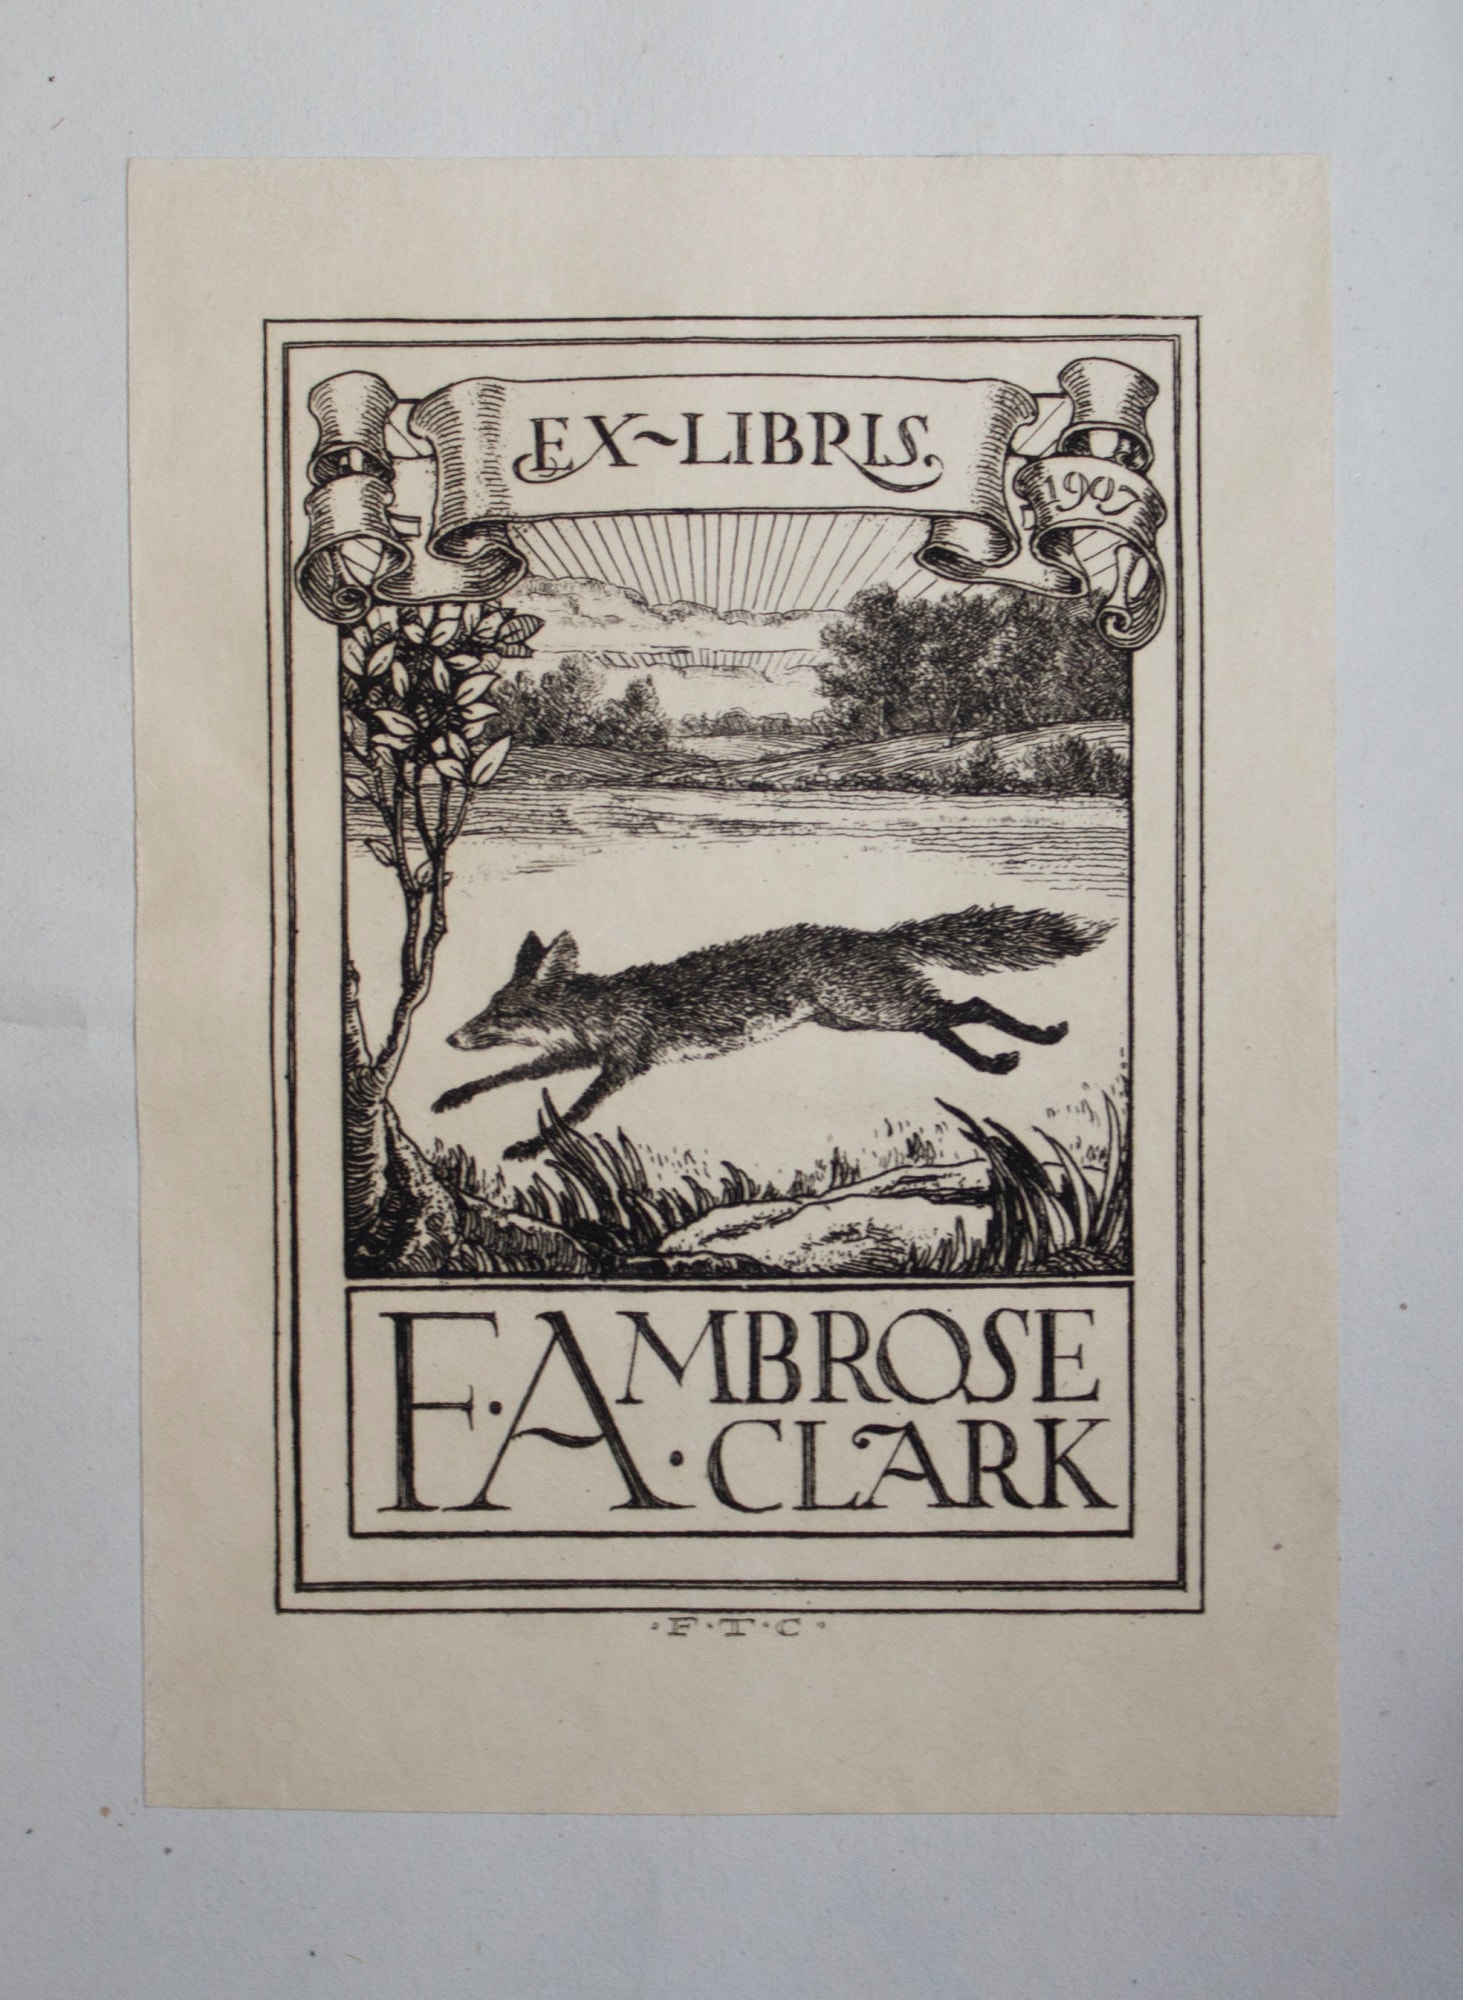 EX-LIBRIS.
1907
F. AMBROSE
. CLARK
· F · T · C ·